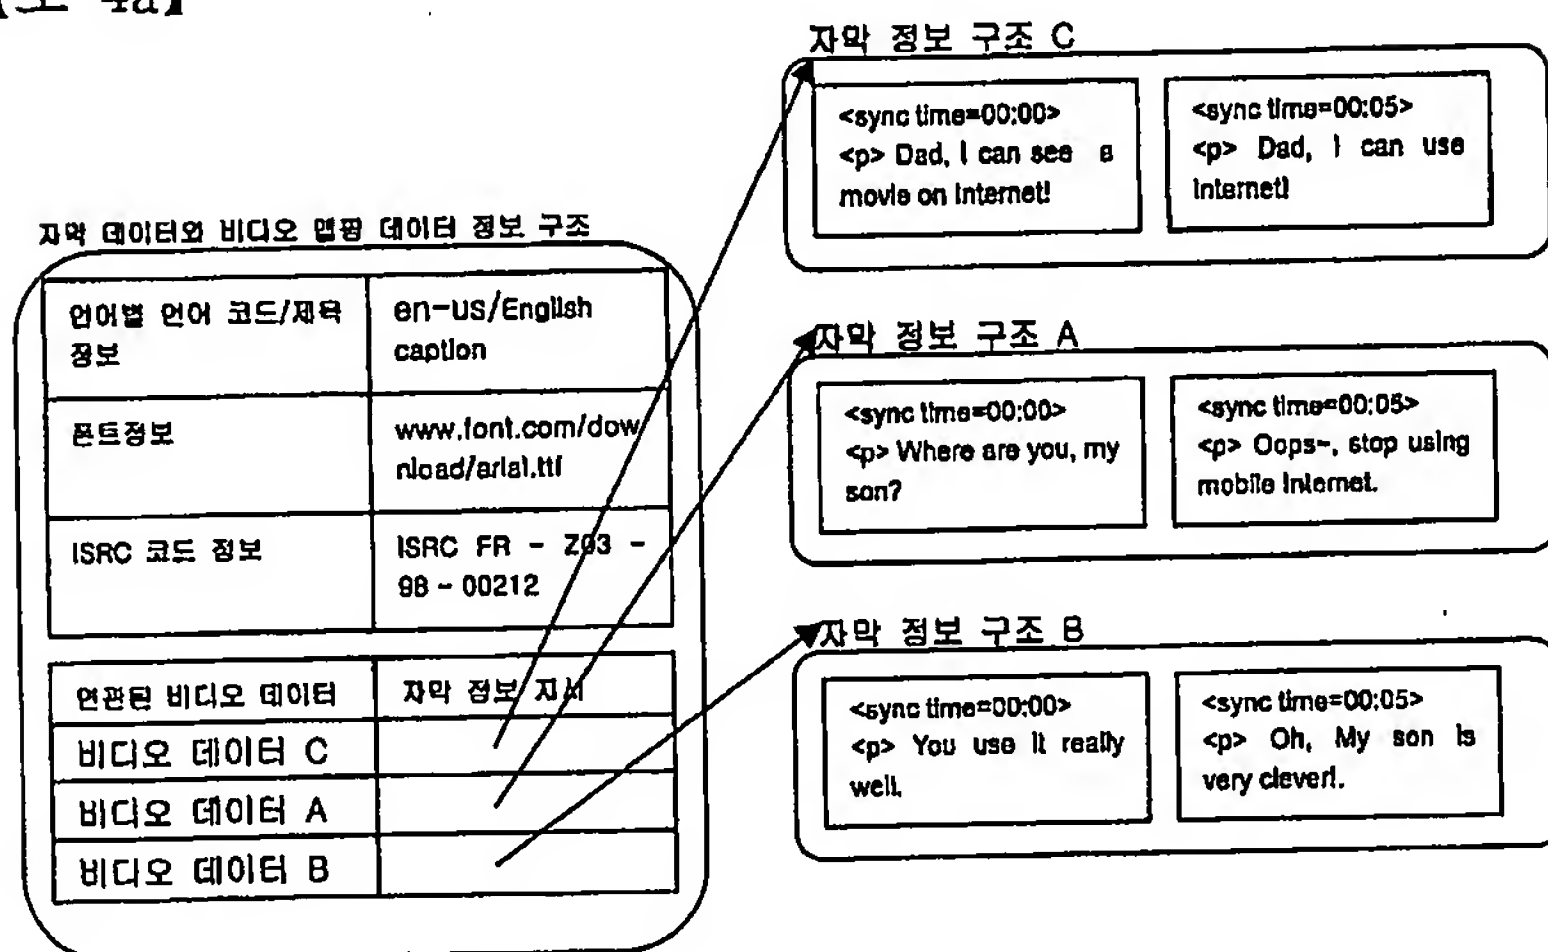 【도 4a】
자막 데이터와 비디오 맵핑 데이터 정보 구조
언어별 언어 코드/제목
정보
en-us/English
caption
폰트정보
www.font.com/dow
nload/arial.ttf
ISRC 코드 정보
ISRC FR - Z03 -
98 - 00212
연관된 비디오 데이터
자막 정보 지시
비디오 데이터 C
비디오 데이터 A
비디오 데이터 B
자막 정보 구조 C
<sync time=00:00>
<p> Dad, I can see a
movie on Internet!
<sync time=00:05>
<p> Dad, I can use
Internet!
자막 정보 구조 A
<sync time=00:00>
<p> Where are you, my
son?
<sync time=00:05>
<p> Oops~, stop using
mobile Internet.
자막 정보 구조 B
<sync time=00:00>
<p> You use it really
well.
<sync time=00:05>
<p> Oh, My son is
very clever!.